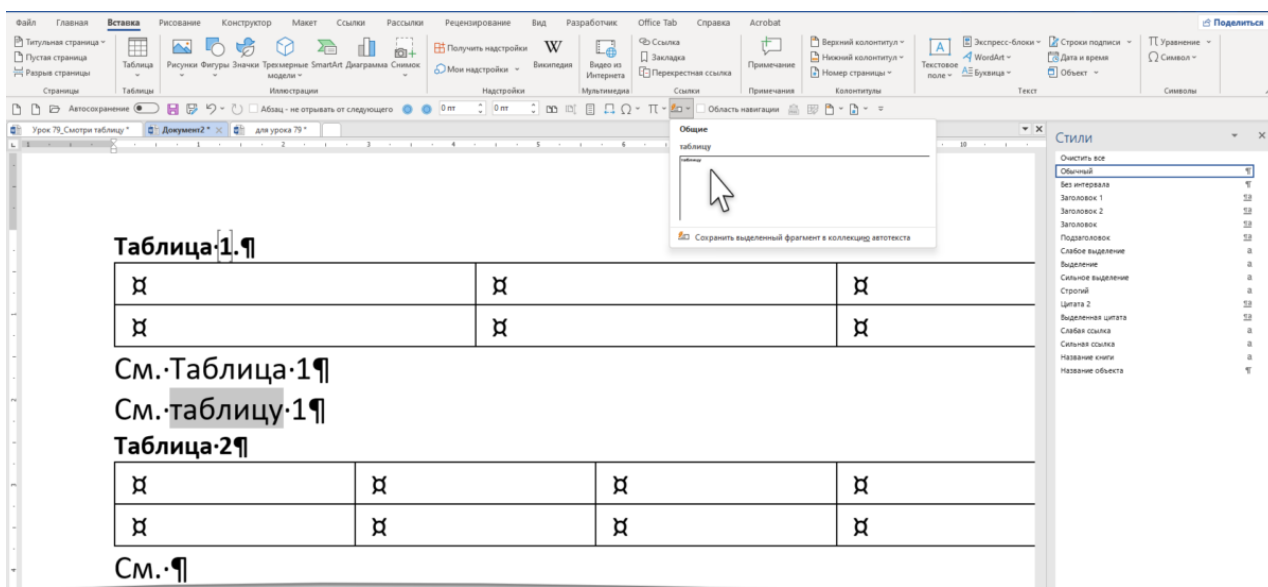 Файл Главная Вставка Рисование Конструктор Макет Ссылки Рассылки Рецензирование Вид Разработчик Office Tab Справка Acrobat Поделиться
Титульная страница
Пустая страница
Разрыв страницы
Страницы
Таблица
Таблицы
Рисунки Фигуры Значки Трехмерные модели SmartArt Диаграмма Снимок
Иллюстрации
Получить надстройки
Мои надстройки
Википедия
Надстройки
Видео из Интернета
Мультимедиа
Ссылка
Закладка
Перекрестная ссылка
Ссылки
Примечание
Примечания
Верхний колонтитул
Нижний колонтитул
Номер страницы
Колонтитулы
Текстовое поле
Экспресс-блоки
WordArt
Буквица
Строки подписи
Дата и время
Объект
Текст
Уравнение
Символ
Символы
Автосохранение Абзац - не отрывать от следующего 0 пт 0 пт Область навигации
Урок 79_Смотри таблицу * Документ2 * для урока 79 *
Общие
таблицу
таблицу
Сохранить выделенный фрагмент в коллекцию автотекста
Таблица·1.¶
См.·Таблица·1¶
См.·таблицу·1¶
Таблица·2¶
См.·¶
Стили
Очистить все
Обычный
Без интервала
Заголовок 1
Заголовок 2
Заголовок
Подзаголовок
Слабое выделение
Выделение
Сильное выделение
Строгий
Цитата 2
Выделенная цитата
Слабая ссылка
Сильная ссылка
Название книги
Название объекта